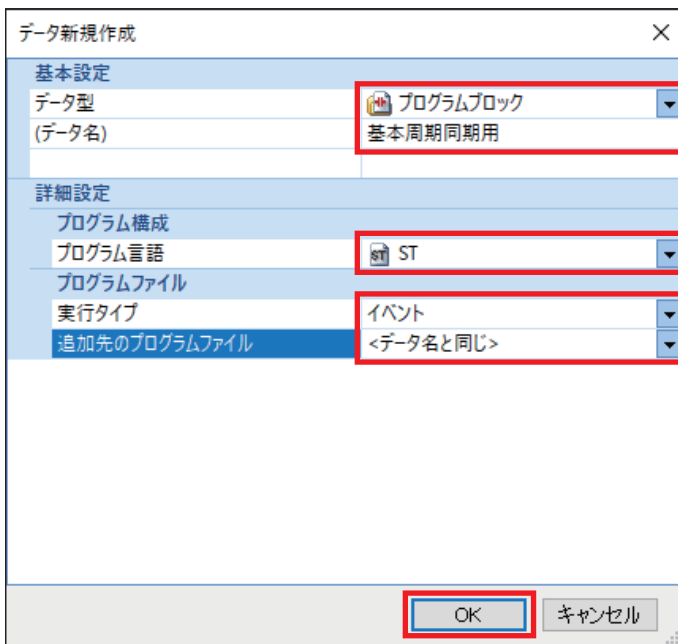 データ新規作成
基本設定
データ型 プログラムブロック
(データ名) 基本周期同期用
詳細設定
プログラム構成
プログラム言語 ST ST
プログラムファイル
実行タイプ イベント
追加先のプログラムファイル <データ名と同じ>
OK キャンセル